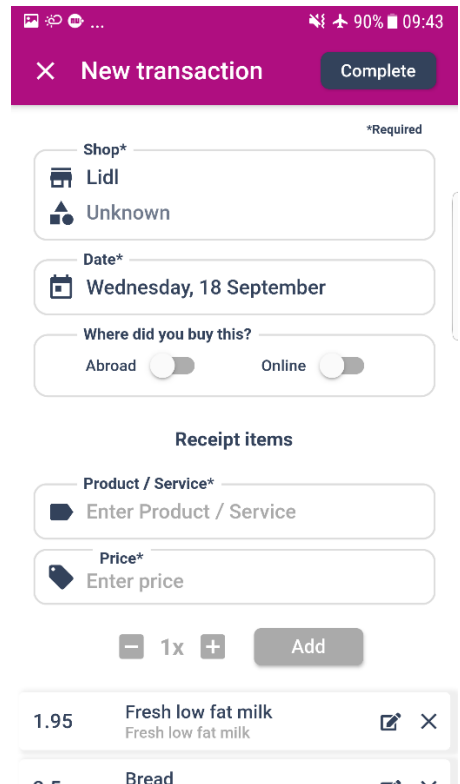 ... 90% 09:43
New transaction Complete
*Required
Shop*
Lidl
Unknown
Date*
Wednesday, 18 September
Where did you buy this?
Abroad Online
Receipt items
Product / Service*
Enter Product / Service
Price*
Enter price
1x Add
1.95 Fresh low fat milk
Fresh low fat milk
Bread